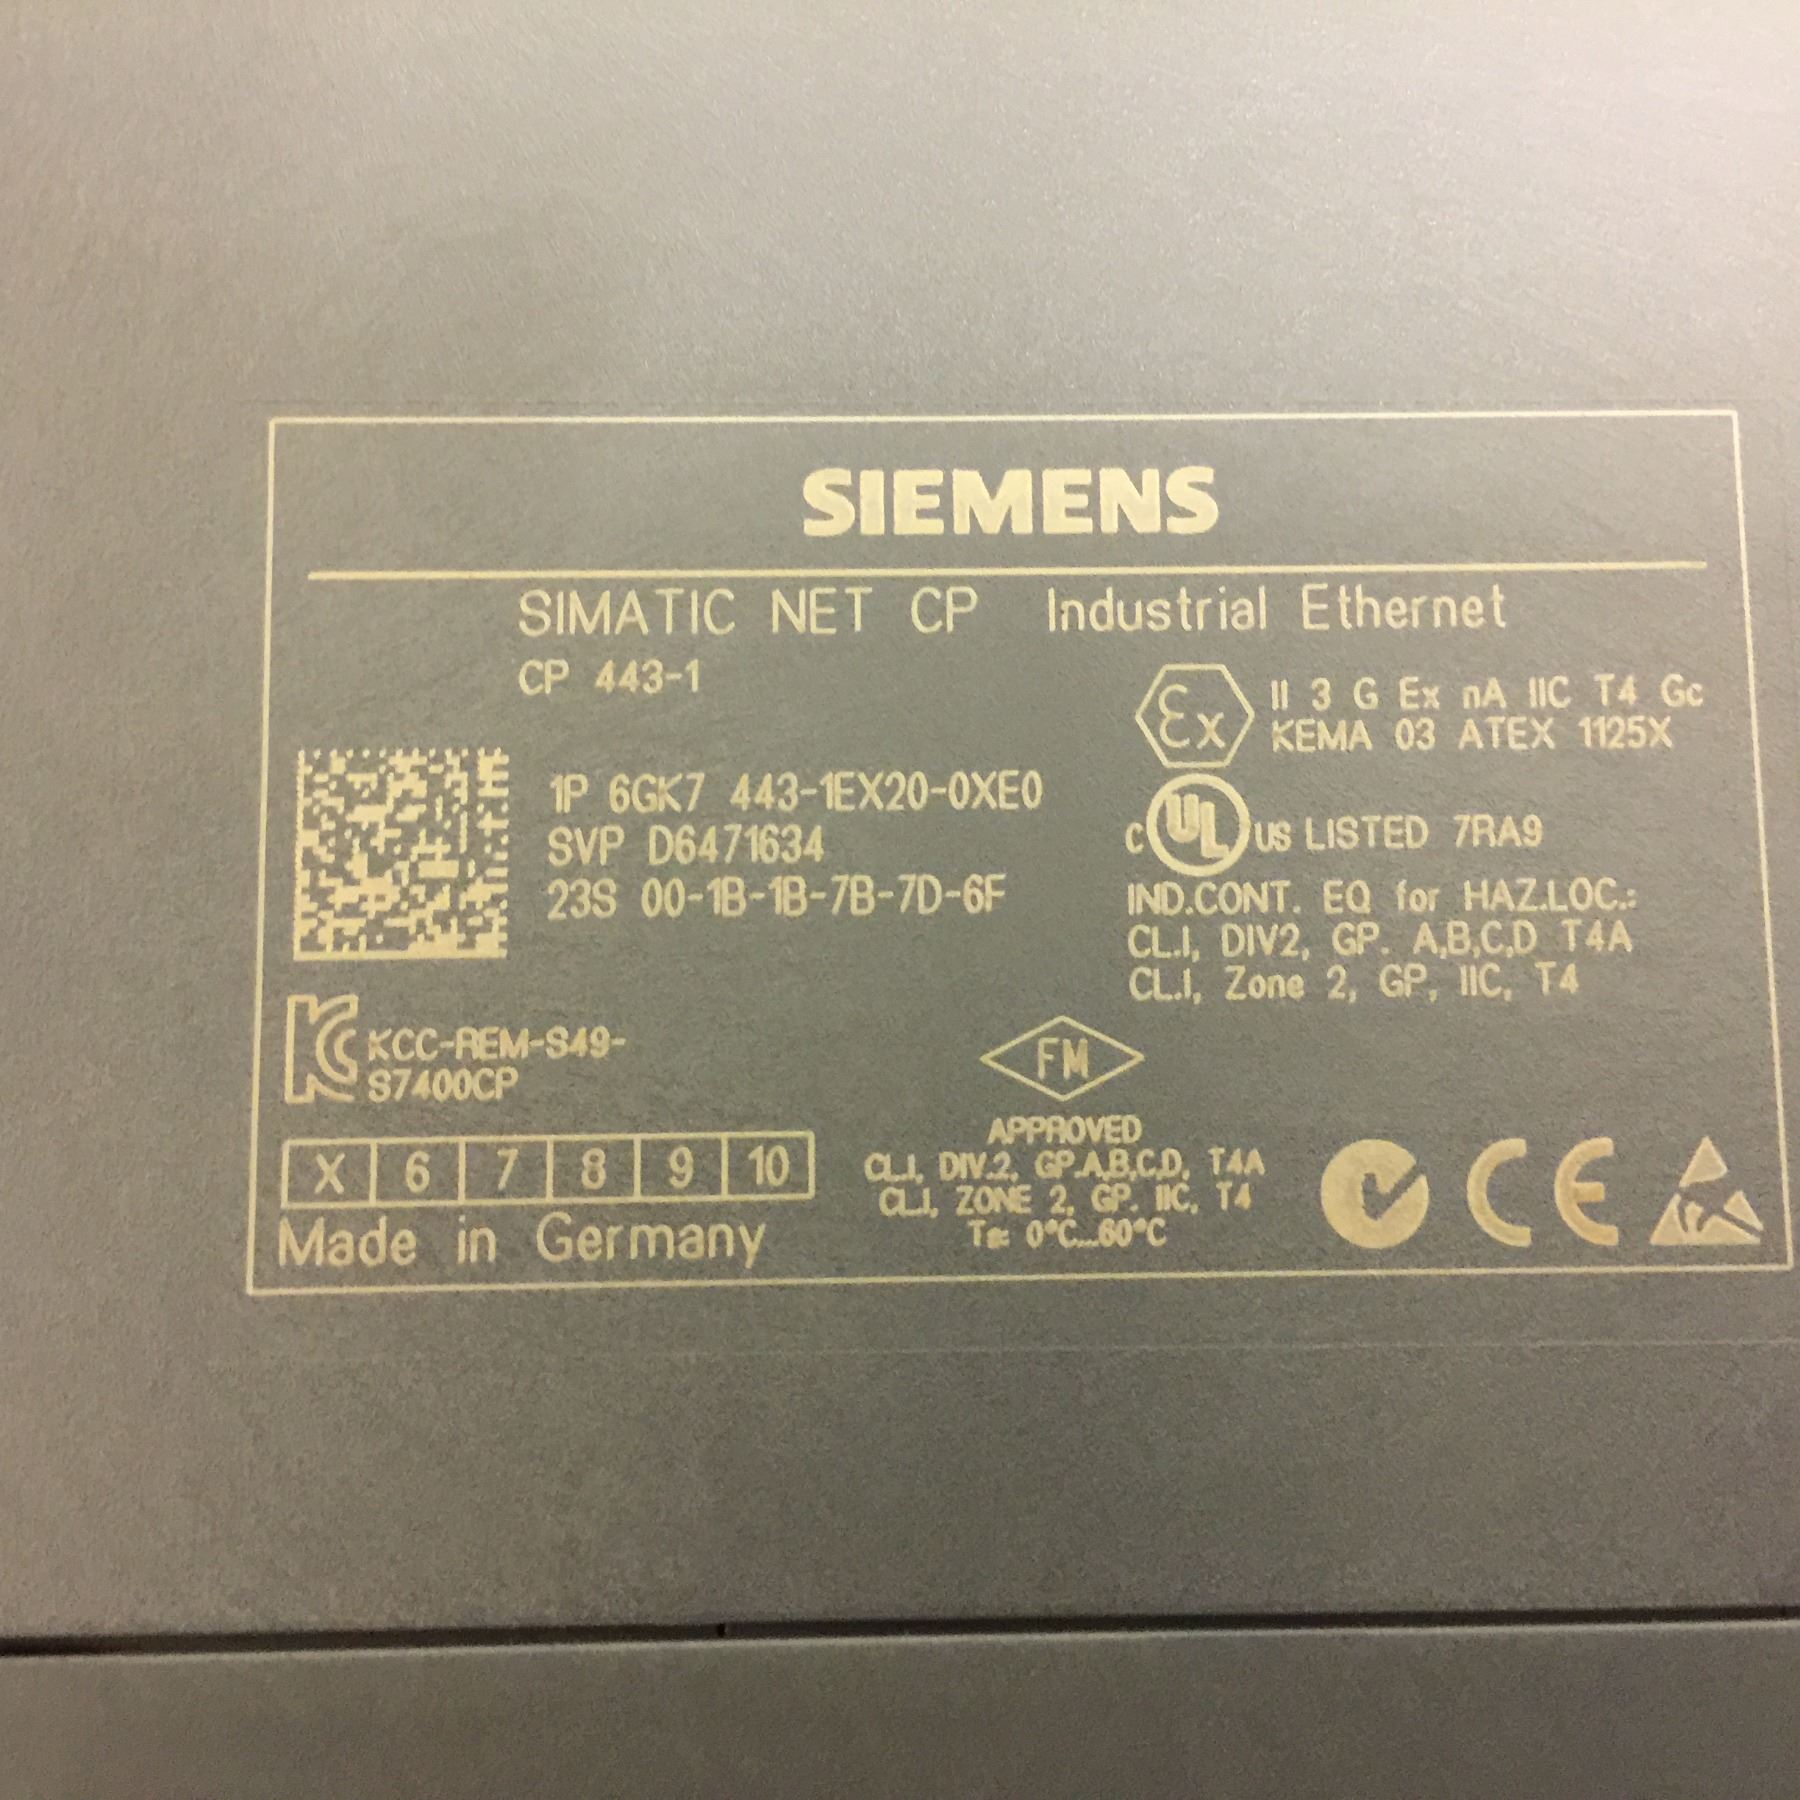 SIEMENS
SIMATIC NET CP Industrial Ethernet
CP 443-1
Ex II 3 G Ex nA IIC T4 Gc
KEMA 03 ATEX 1125X
1P 6GK7 443-1EX20-0XE0
SVP D6471634
23S 00-1B-1B-7B-7D-6F
C UL US LISTED 7RA9
IND.CONT. EQ for HAZ.LOC.:
CL.I, DIV2, GP. A,B,C,D T4A
CL.I, Zone 2, GP, IIC, T4
KCC-REM-S49-
S7400CP
FM
APPROVED
CL.I, DIV.2, GP.A,B,C,D, T4A
CL.I, ZONE 2, GP. IIC, T4
Ta: 0°C...60°C
X 6 7 8 9 10
Made in Germany
CE